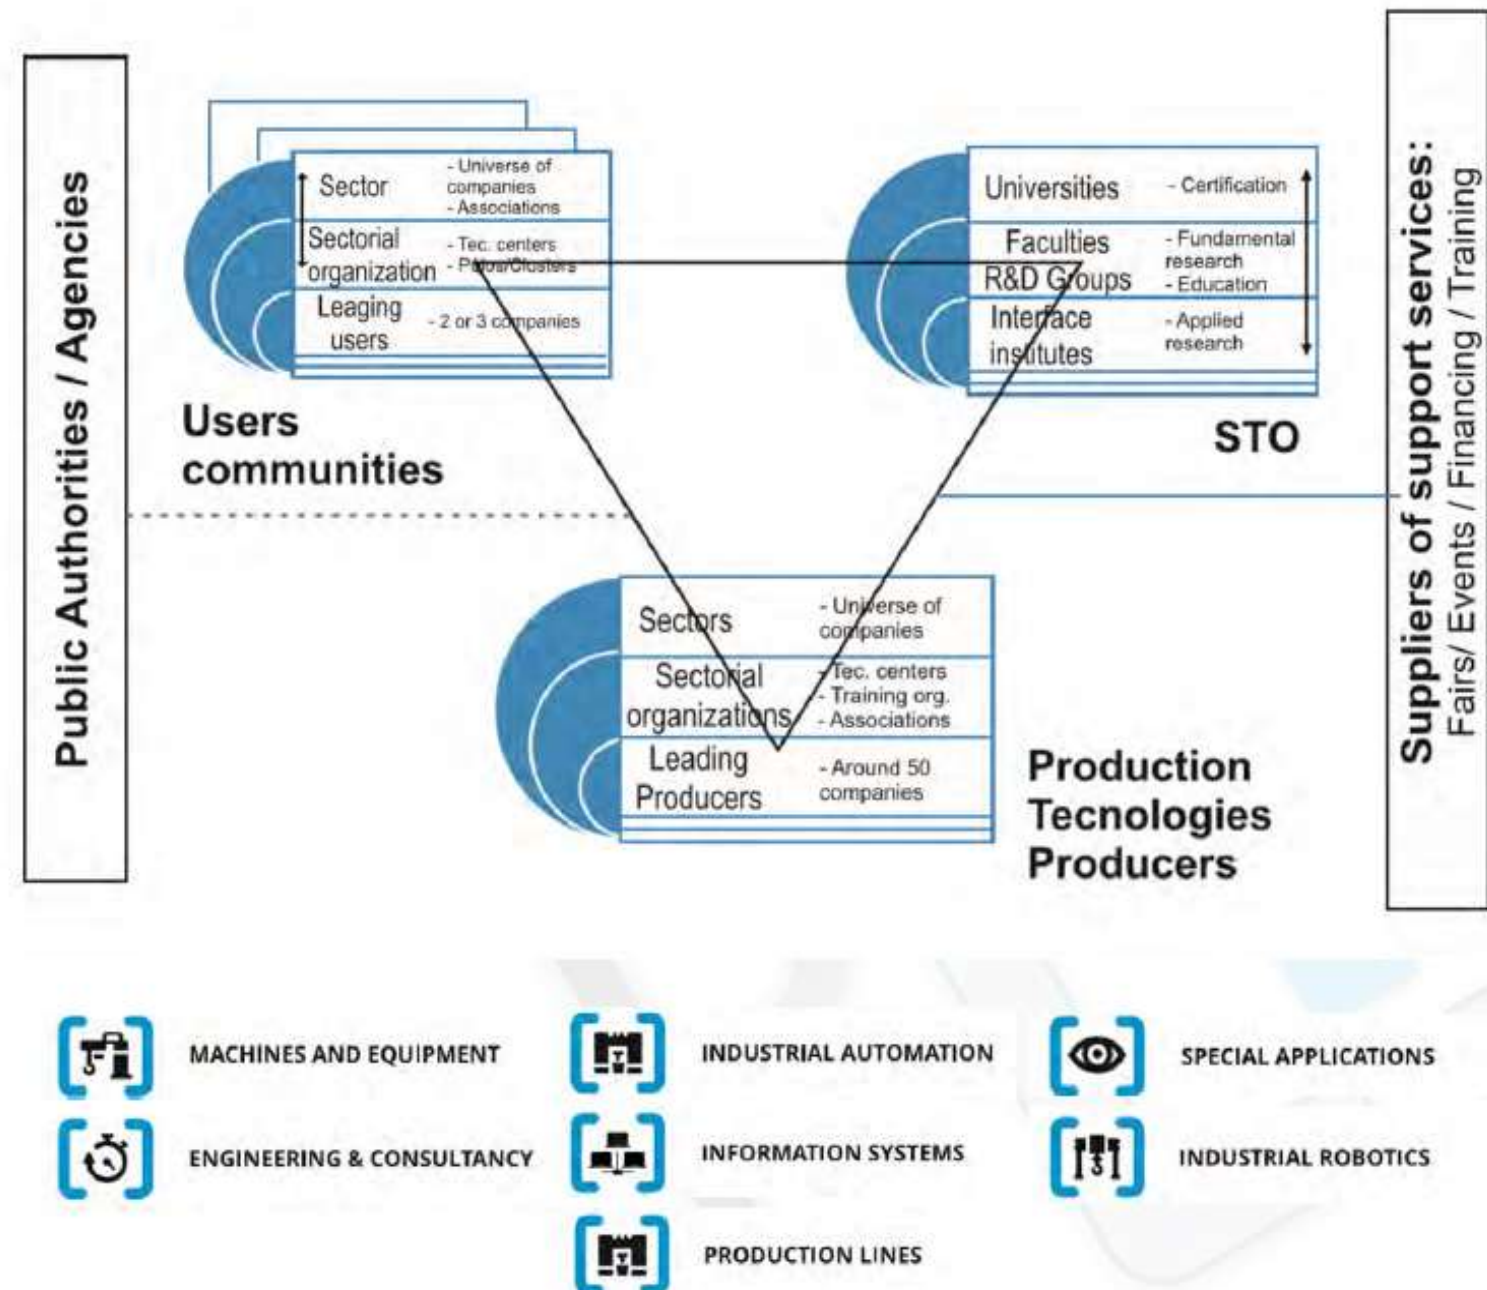 Public Authorities / Agencies
Sector
- Universe of
companies
- Associations
Sectorial
organization
- Tec. centers
- Polos/Clusters
Leaging
users
- 2 or 3 companies
Users
communities
Universities
- Certification
Faculties
R&D Groups
- Fundamental
research
- Education
Interface
institutes
- Applied
research
STO
Sectors
- Universe of
companies
Sectorial
organizations
- Tec. centers
- Training org.
- Associations
Leading
Producers
- Around 50
companies
Production
Tecnologies
Producers
Suppliers of support services:
Fairs/ Events / Financing / Training
MACHINES AND EQUIPMENT
INDUSTRIAL AUTOMATION
SPECIAL APPLICATIONS
ENGINEERING & CONSULTANCY
INFORMATION SYSTEMS
INDUSTRIAL ROBOTICS
PRODUCTION LINES